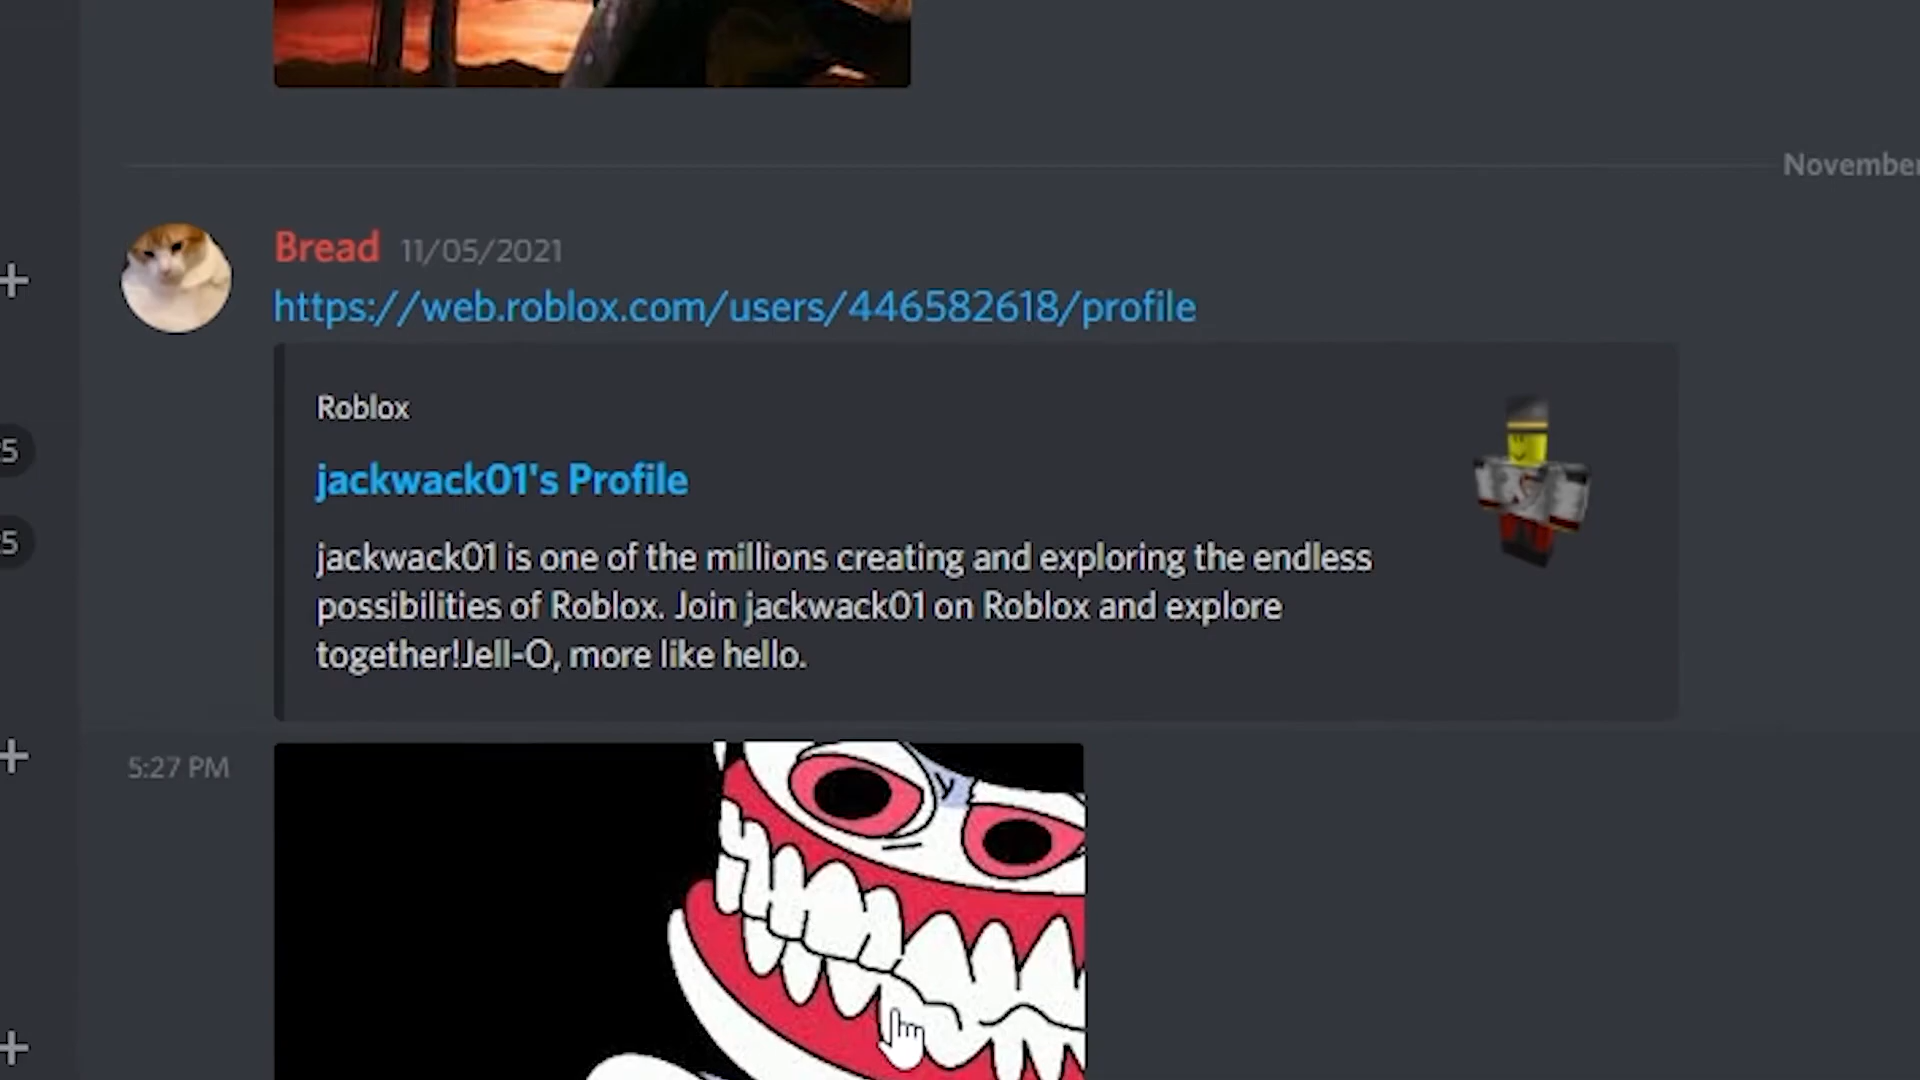 November
Bread 11/05/2021
https://web.roblox.com/users/446582618/profile
Roblox
jackwack01's Profile
jackwack01 is one of the millions creating and exploring the endless
possibilities of Roblox. Join jackwack01 on Roblox and explore
together!Jell-O, more like hello.
5:27 PM